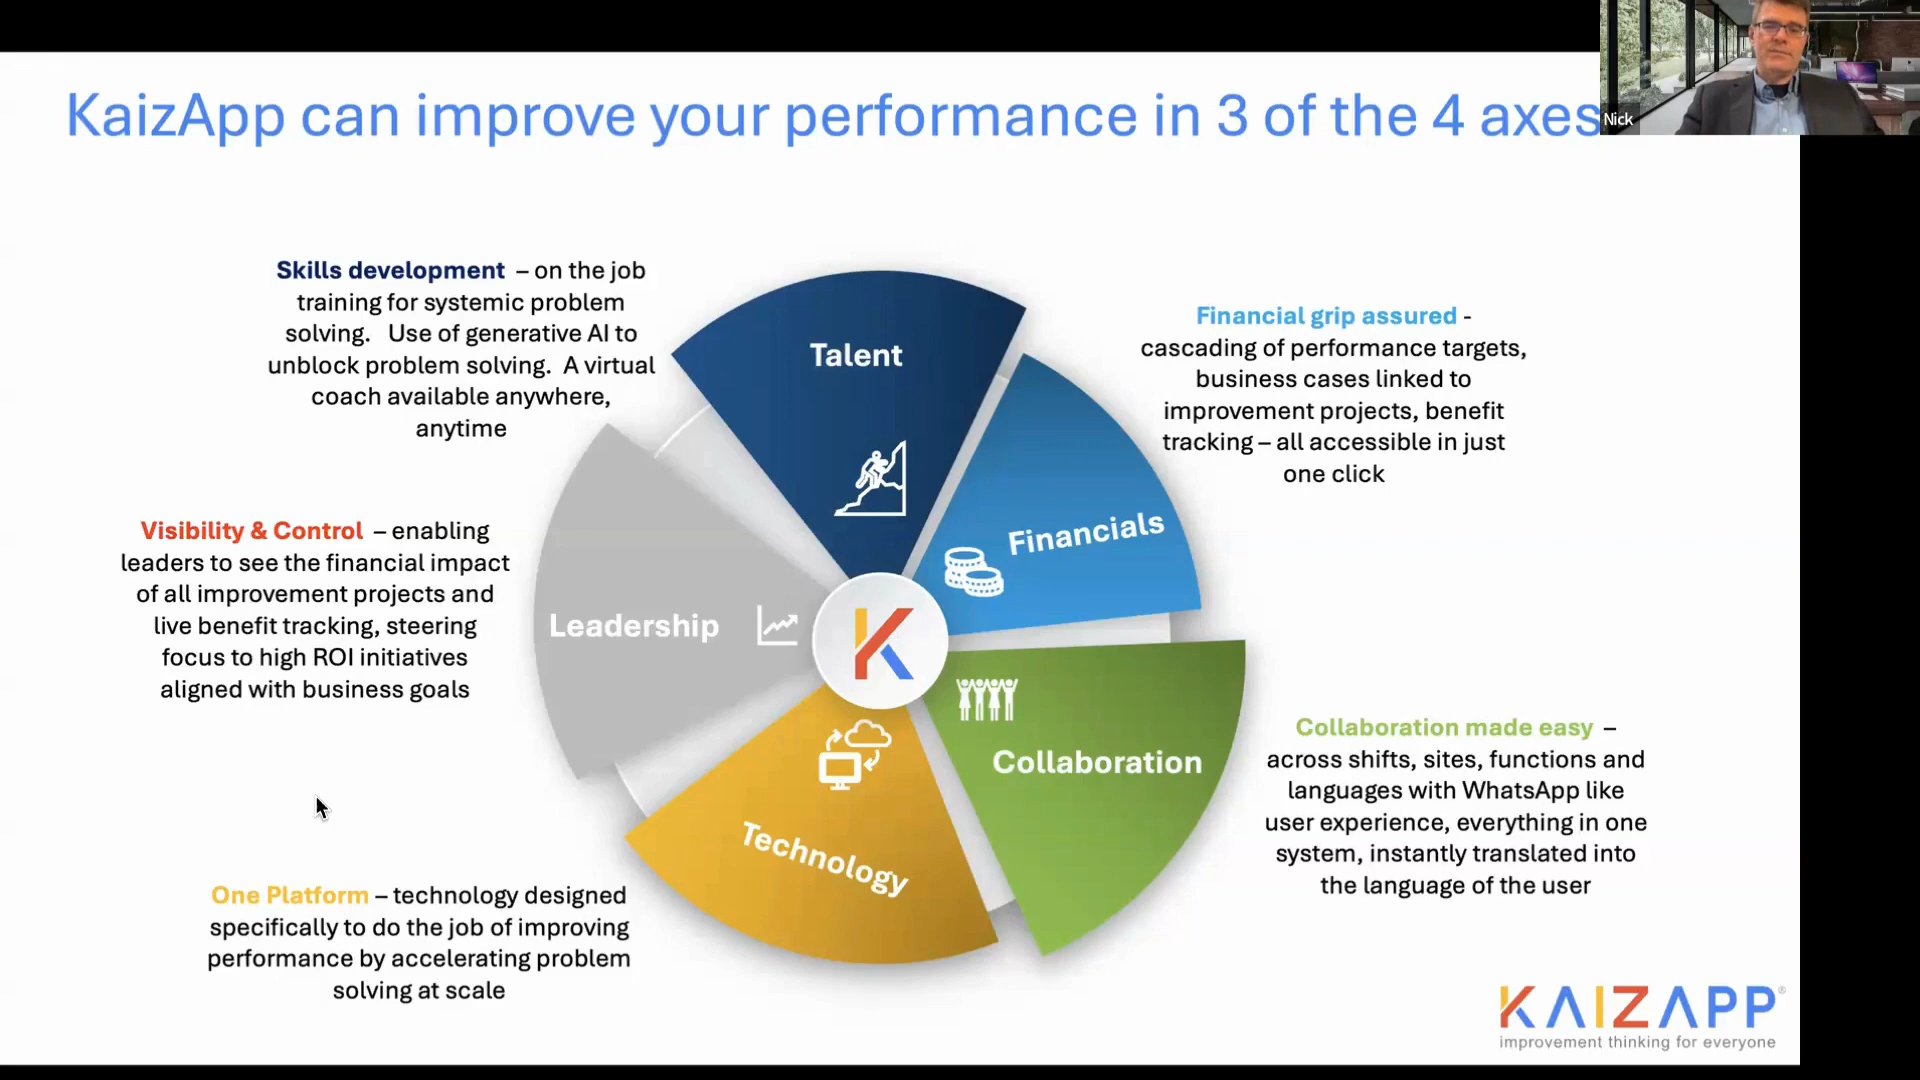 KaizApp can improve your performance in 3 of the 4 axes
Nick
Skills development – on the job
training for systemic problem
solving. Use of generative AI to
unblock problem solving. A virtual
coach available anywhere,
anytime
Talent
Financial grip assured -
cascading of performance targets,
business cases linked to
improvement projects, benefit
tracking – all accessible in just
one click
Financials
Visibility & Control – enabling
leaders to see the financial impact
of all improvement projects and
live benefit tracking, steering
focus to high ROI initiatives
aligned with business goals
Leadership
K
Collaboration
Collaboration made easy –
across shifts, sites, functions and
languages with WhatsApp like
user experience, everything in one
system, instantly translated into
the language of the user
Technology
One Platform – technology designed
specifically to do the job of improving
performance by accelerating problem
solving at scale
KAIZAPP®
improvement thinking for everyone